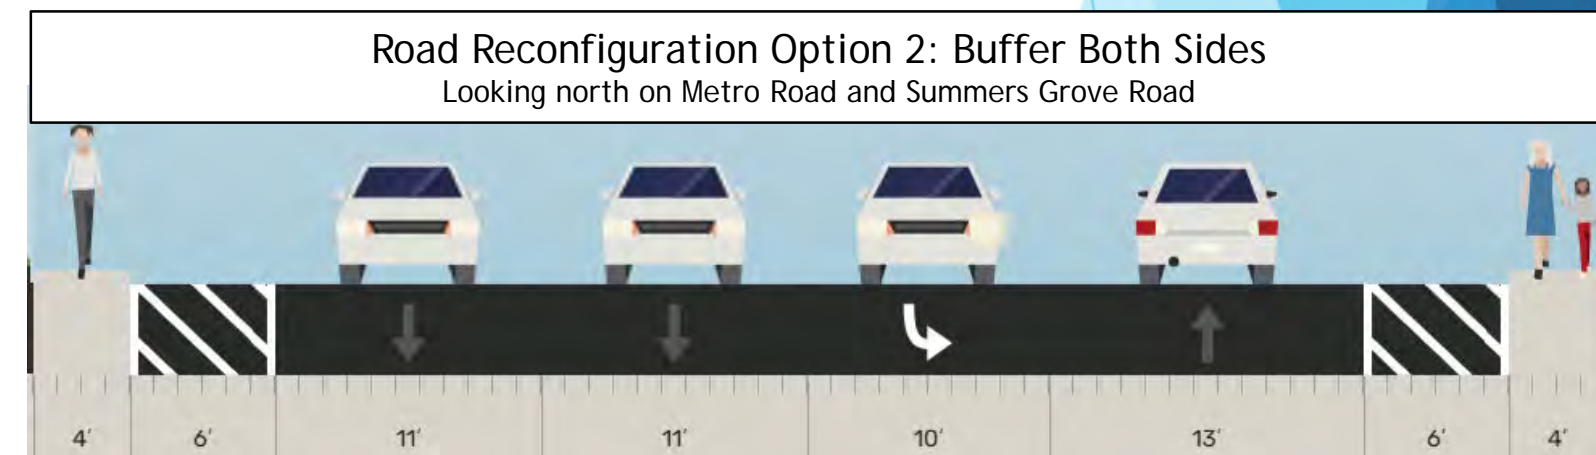 Road Reconfiguration Option 2: Buffer Both Sides
Looking north on Metro Road and Summers Grove Road
4′ 6′ 11′ 11′ 10′ 13′ 6′ 4′